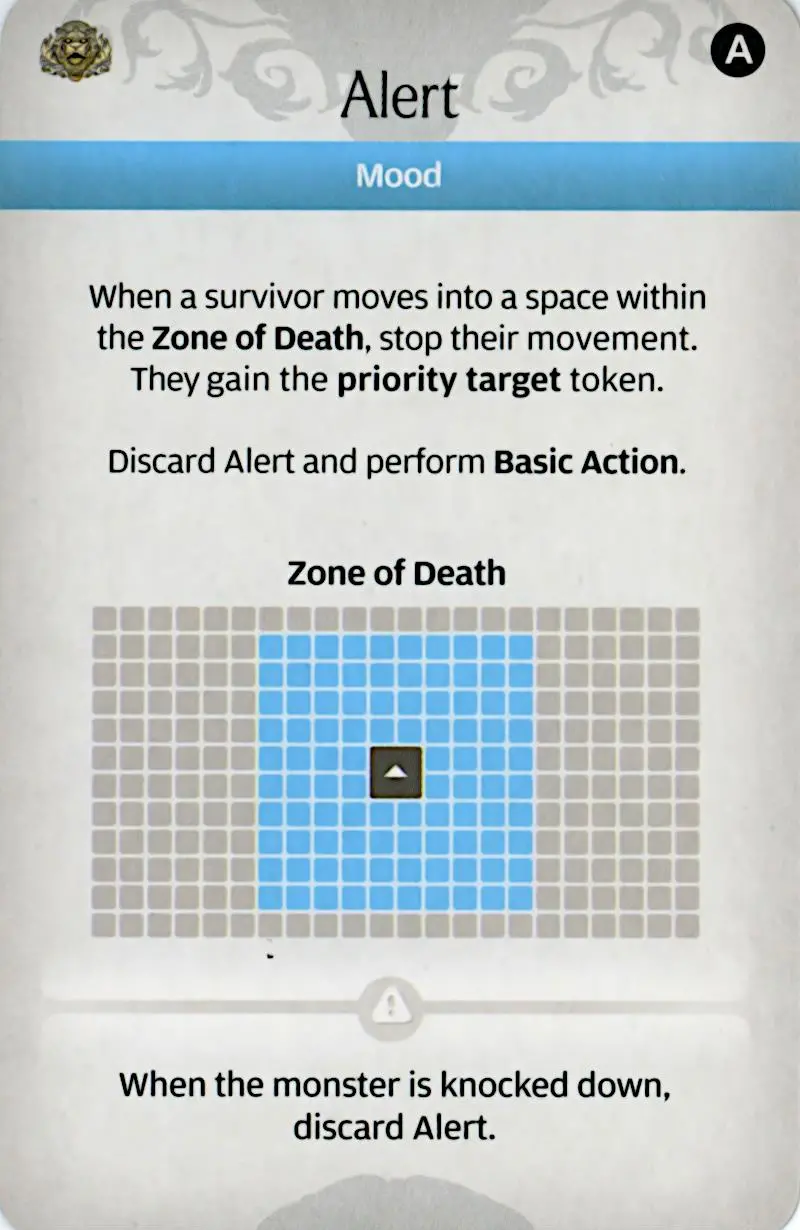 A
Alert
Mood
When a survivor moves into a space within
the Zone of Death, stop their movement.
They gain the priority target token.
Discard Alert and perform Basic Action.
Zone of Death
When the monster is knocked down,
discard Alert.